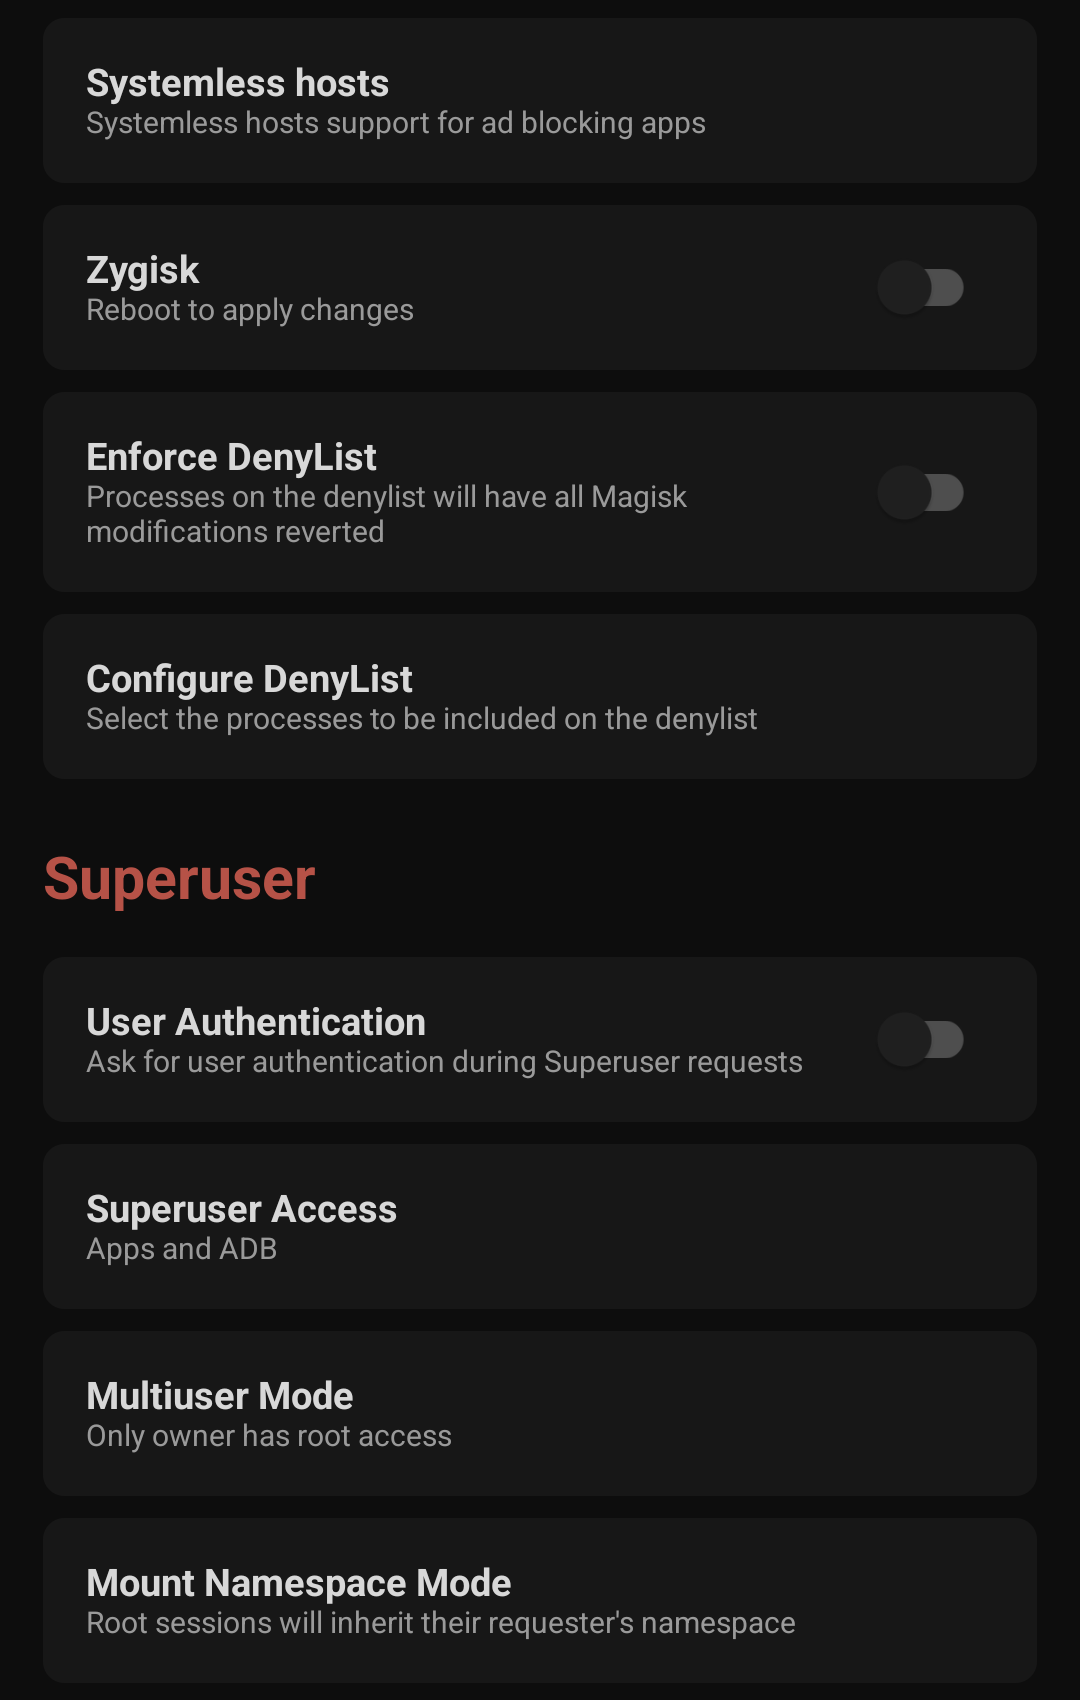 Systemless hosts
Systemless hosts support for ad blocking apps
Zygisk
Reboot to apply changes
Enforce DenyList
Processes on the denylist will have all Magisk
modifications reverted
Configure DenyList
Select the processes to be included on the denylist
Superuser
User Authentication
Ask for user authentication during Superuser requests
Superuser Access
Apps and ADB
Multiuser Mode
Only owner has root access
Mount Namespace Mode
Root sessions will inherit their requester's namespace